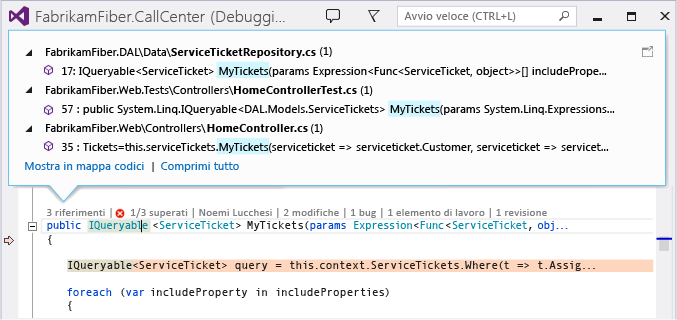 FabrikamFiber.CallCenter (Debuggi...
Avvio veloce (CTRL+L)
FabrikamFiber.DAL\Data\ServiceTicketRepository.cs (1)
17: IQueryable<ServiceTicket> MyTickets(params Expression<Func<ServiceTicket, object>>[] includePrope...
FabrikamFiber.Web.Tests\Controllers\HomeControllerTest.cs (1)
57 : public System.Linq.IQueryable<DAL.Models.ServiceTickets> MyTickets(params System.Linq.Expressions...
FabrikamFiber.Web\Controllers\HomeController.cs (1)
35 : Tickets=this.serviceTickets.MyTickets(serviceticket => serviceticket.Customer, serviceticket => servicet...
Mostra in mappa codici | Comprimi tutto
3 riferimenti | 1/3 superati | Noemi Lucchesi | 2 modifiche | 1 bug | 1 elemento di lavoro | 1 revisione
public IQueryable <ServiceTicket> MyTickets(params Expression<Func<ServiceTicket, obj...
{
IQueryable<ServiceTicket> query = this.context.ServiceTickets.Where(t => t.Assig...
foreach (var includeProperty in includeProperties)
{